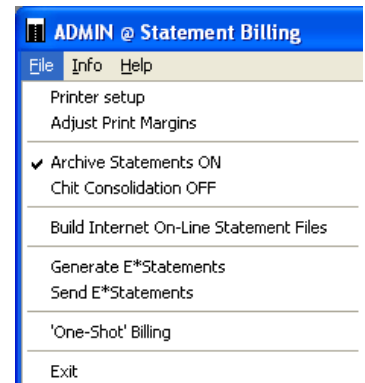 ADMIN @ Statement Billing
File Info Help
Printer setup
Adjust Print Margins
✔ Archive Statements ON
Chit Consolidation OFF
Build Internet On-Line Statement Files
Generate E*Statements
Send E*Statements
'One-Shot' Billing
Exit